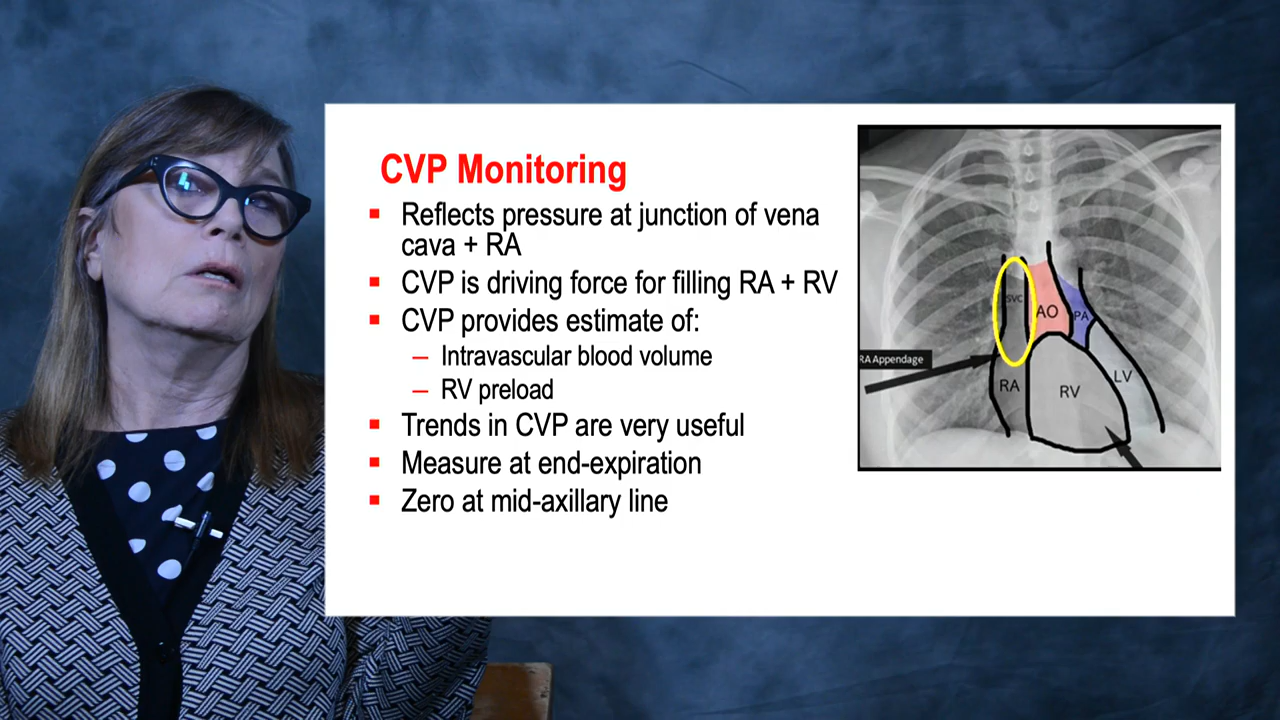 CVP Monitoring
Reflects pressure at junction of vena
cava + RA
CVP is driving force for filling RA + RV
CVP provides estimate of:
– Intravascular blood volume
– RV preload
Trends in CVP are very useful
Measure at end-expiration
Zero at mid-axillary line
SVC
AO
PA
RA Appendage
RA
RV
LV